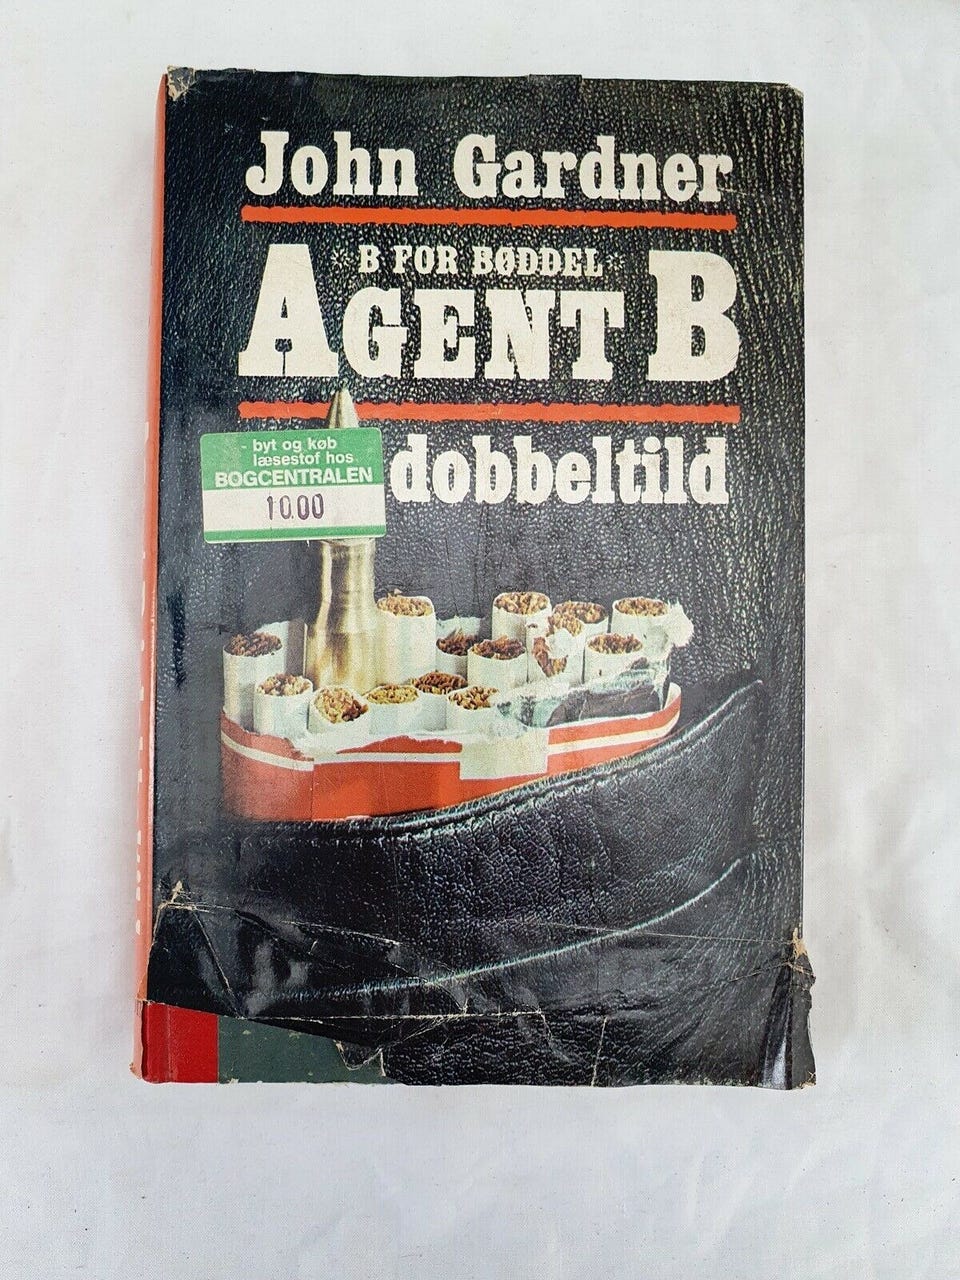 John Gardner
B FOR BØDDEL
AGENT B
dobbeltild
- byt og køb
læsestof hos
BOGCENTRALEN
10.00